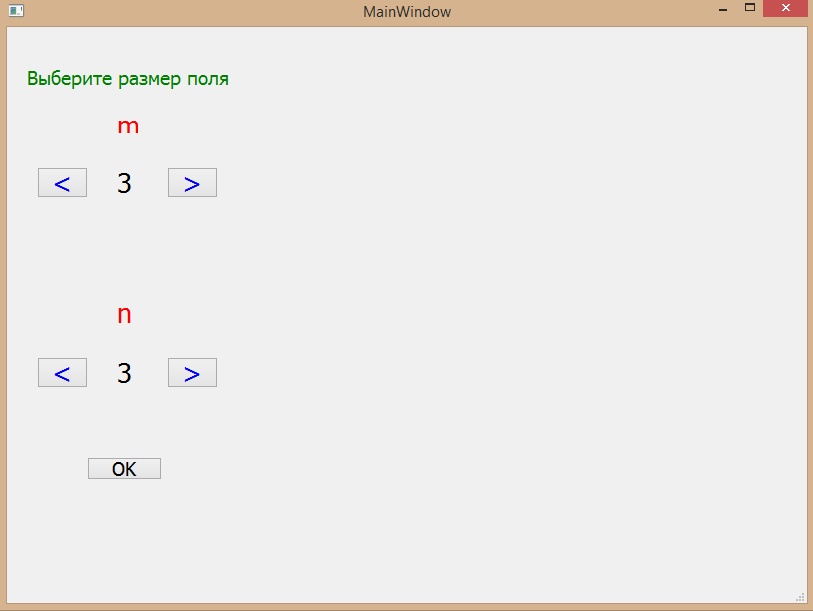 MainWindow
Выберите размер поля
m
< 3 >
n
< 3 >
OK